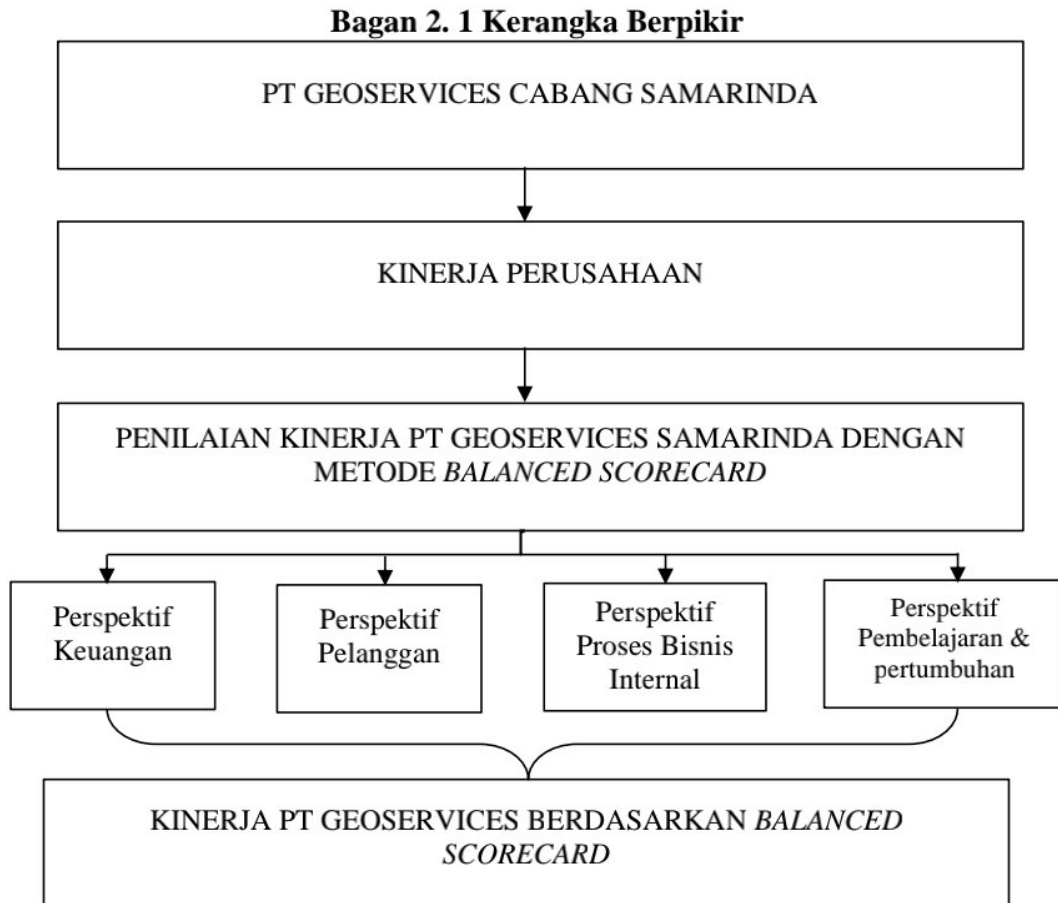 Bagan 2. 1 Kerangka Berpikir
PT GEOSERVICES CABANG SAMARINDA
KINERJA PERUSAHAAN
PENILAIAN KINERJA PT GEOSERVICES SAMARINDA DENGAN
METODE BALANCED SCORECARD
Perspektif
Keuangan
Perspektif
Pelanggan
Perspektif
Proses Bisnis
Internal
Perspektif
Pembelajaran &
pertumbuhan
KINERJA PT GEOSERVICES BERDASARKAN BALANCED
SCORECARD